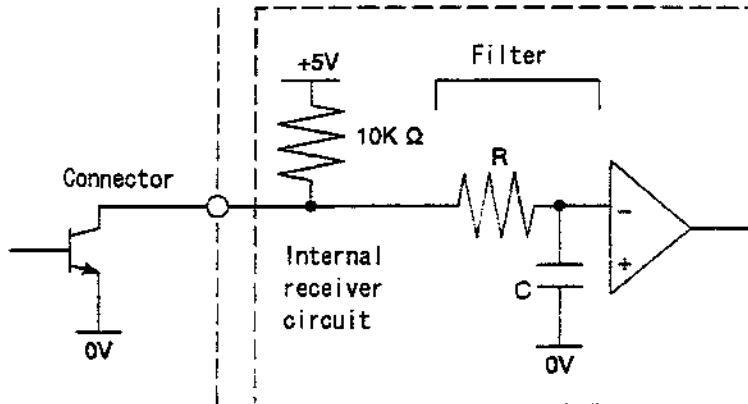 +5V
Filter
10K Ω
R
Connector
−
Internal
receiver
circuit
+
C
0V
0V